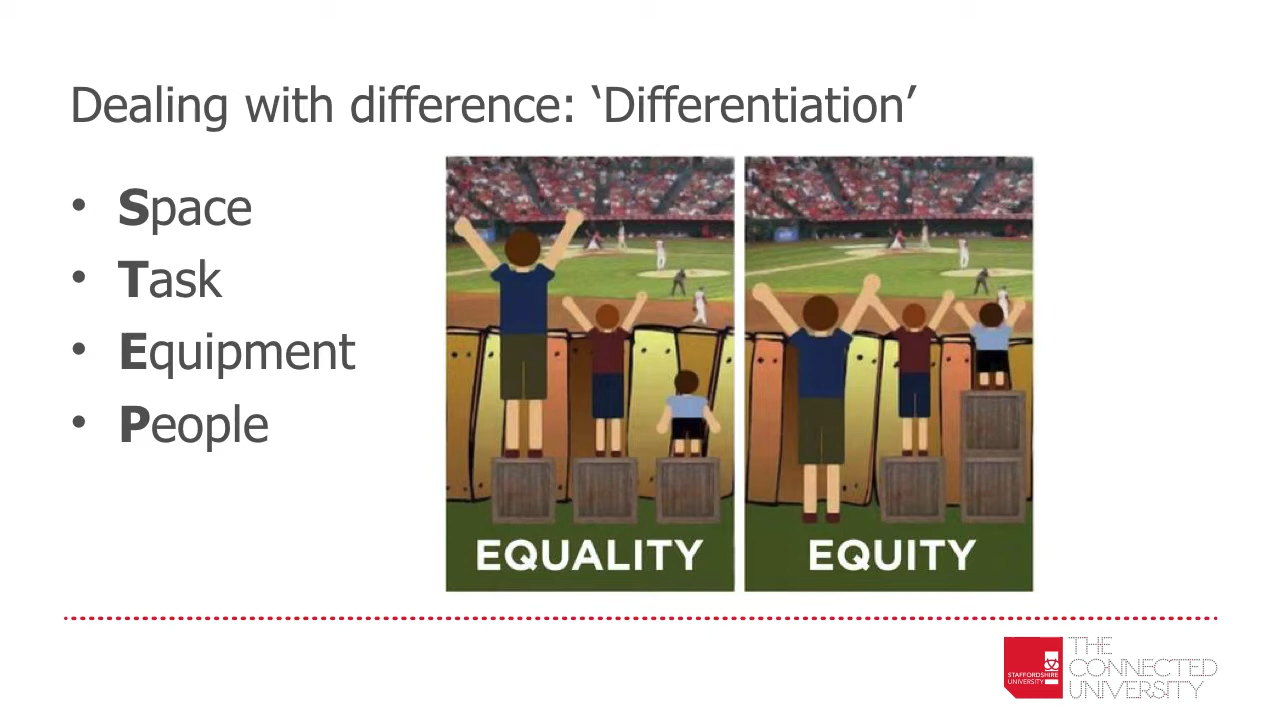 Dealing with difference: ‘Differentiation’
• Space
• Task
• Equipment
• People
EQUALITY
EQUITY
STAFFORDSHIRE
UNIVERSITY
THE
CONNECTED
UNIVERSITY